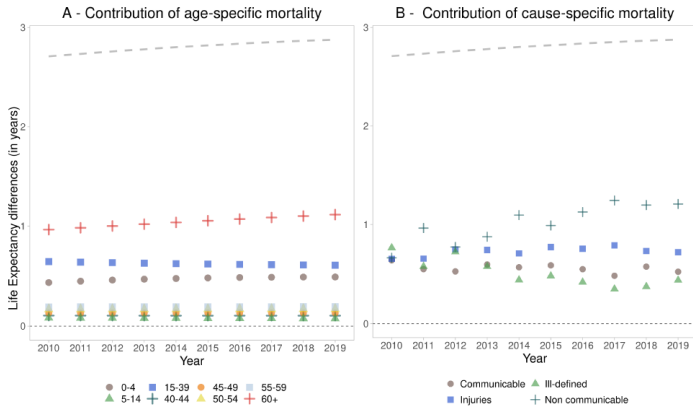 A - Contribution of age-specific mortality
Life Expectancy differences (in years)
3
2
1
0
2010 2011 2012 2013 2014 2015 2016 2017 2018 2019
Year
0-4 15-39 45-49 55-59
5-14 40-44 50-54 60+
B - Contribution of cause-specific mortality
3
2
1
0
2010 2011 2012 2013 2014 2015 2016 2017 2018 2019
Year
Communicable Ill-defined
Injuries Non communicable